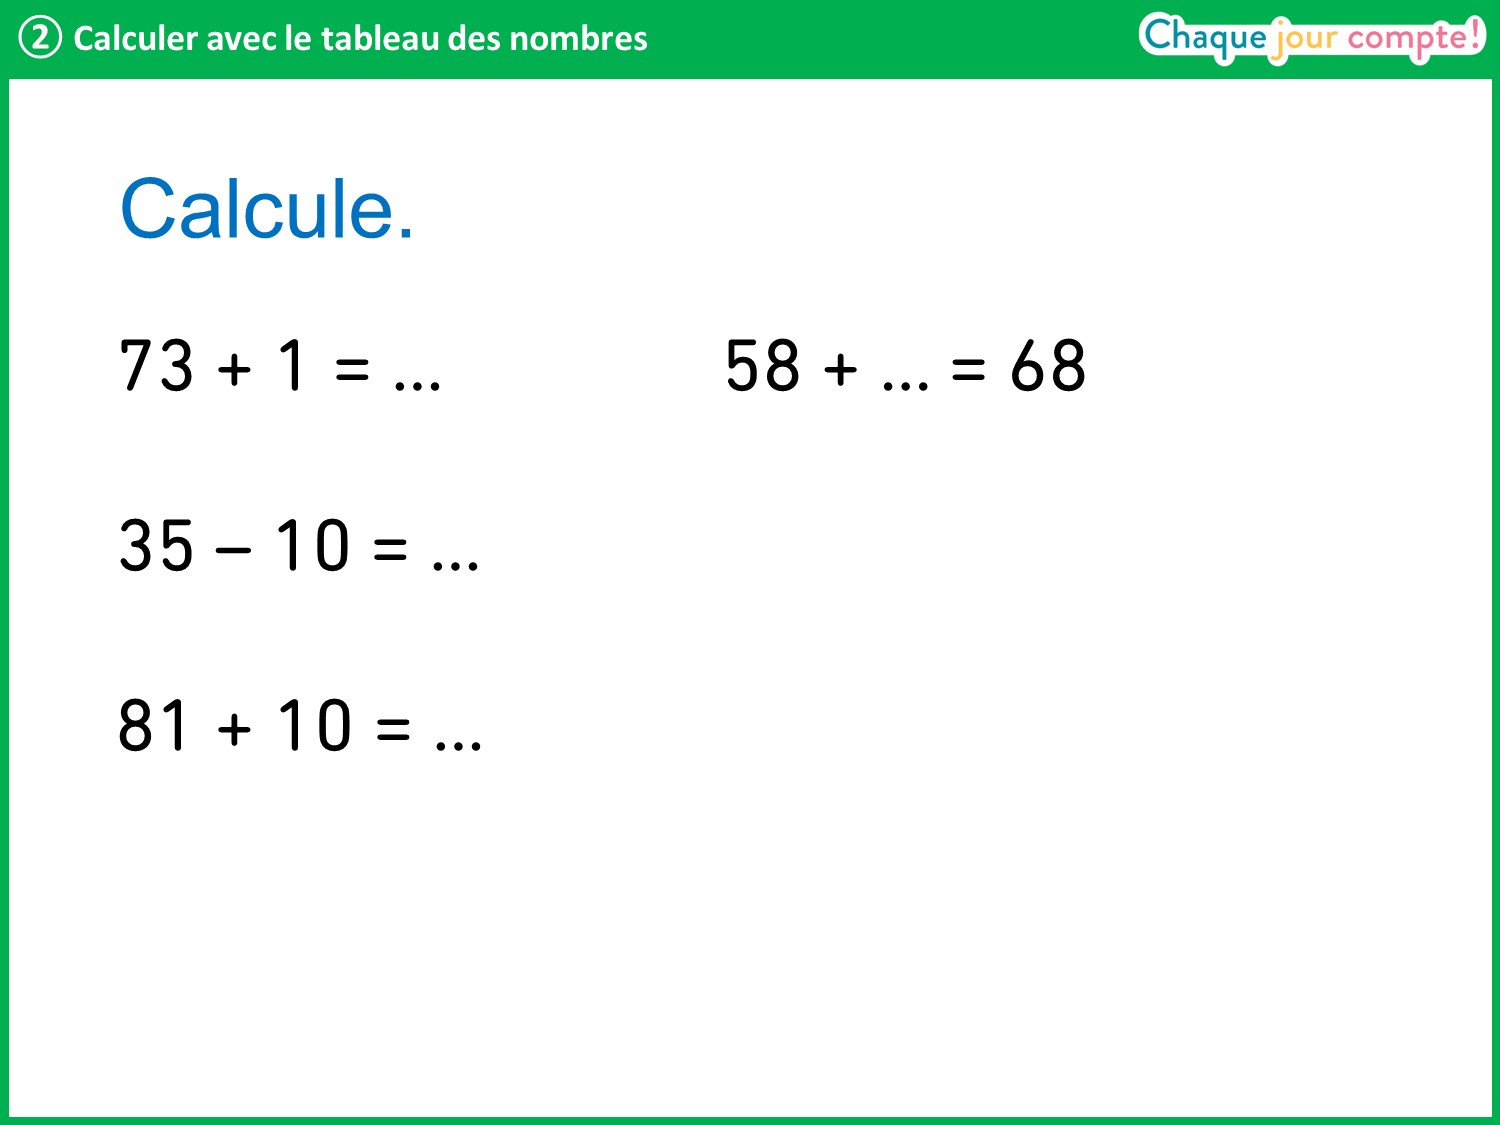 ② Calculer avec le tableau des nombres
Chaque jour compte!
Calcule.
73 + 1 = ...
58 + ... = 68
35 – 10 = ...
81 + 10 = ...